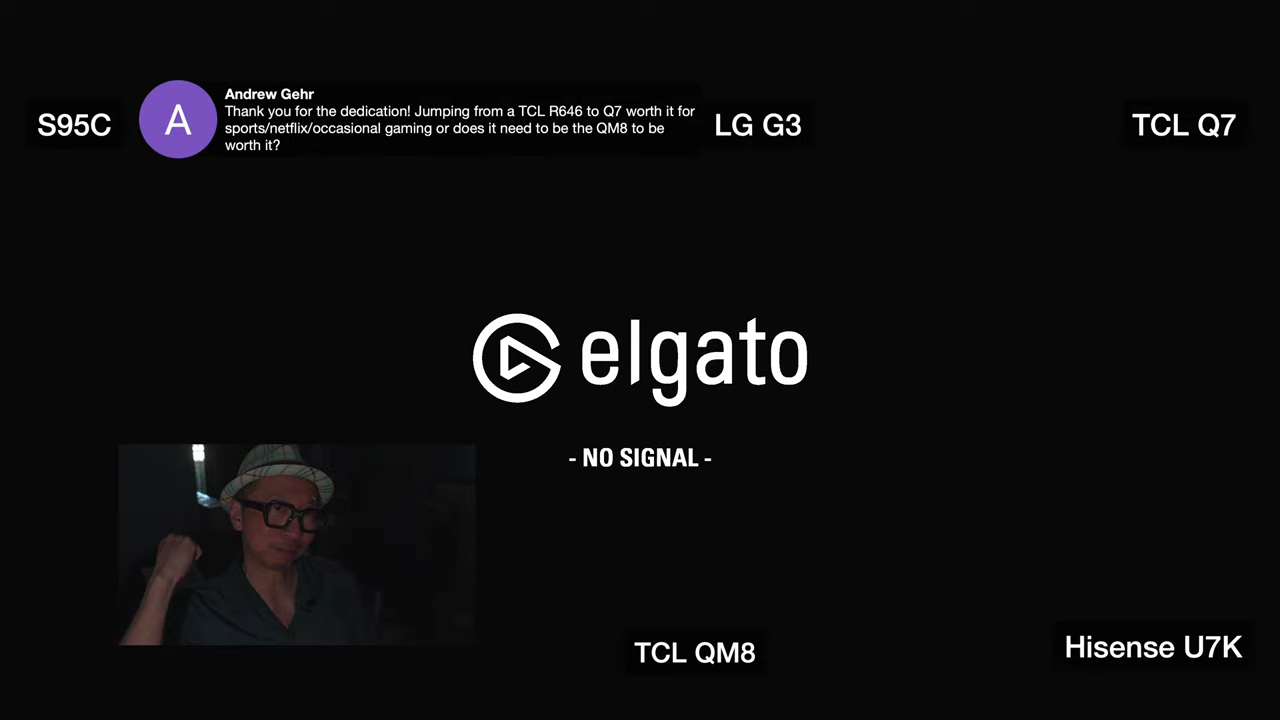 S95C
A
Andrew Gehr
Thank you for the dedication! Jumping from a TCL R646 to Q7 worth it for
sports/netflix/occasional gaming or does it need to be the QM8 to be
worth it?
LG G3
TCL Q7
elgato
- NO SIGNAL -
TCL QM8
Hisense U7K